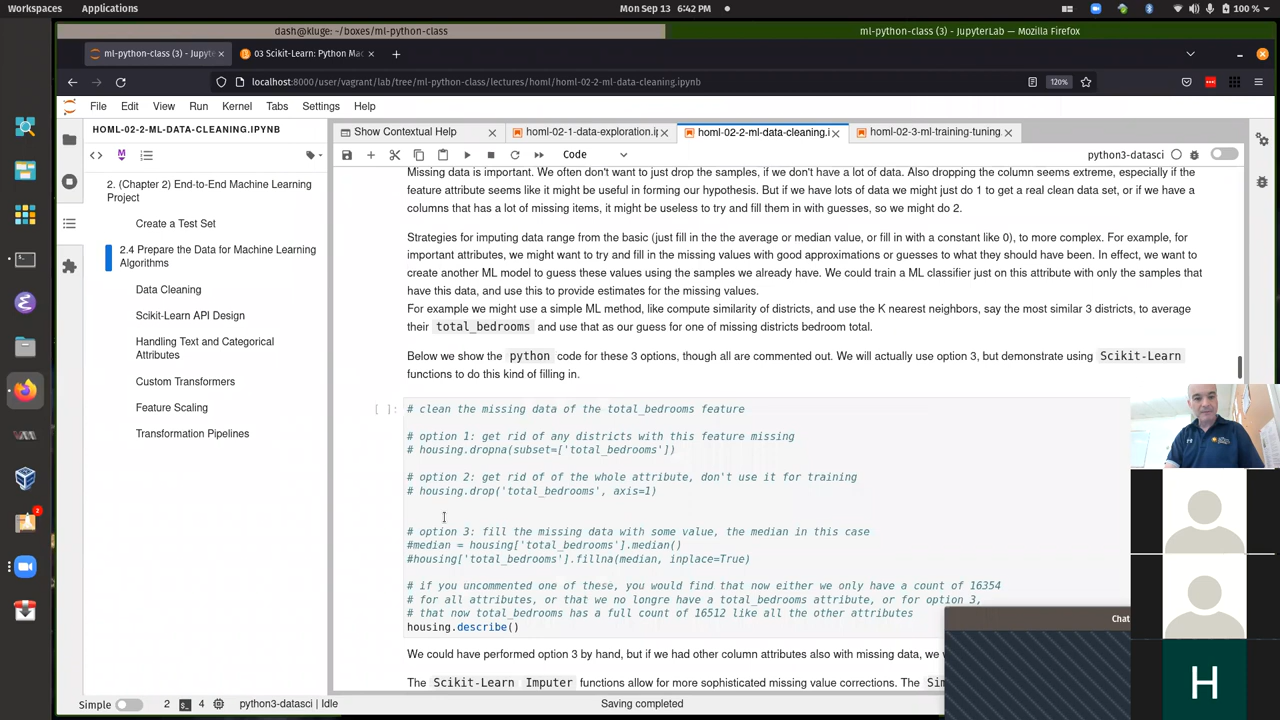 Workspaces Applications Mon Sep 13 6:42 PM 100 %
dash@kluge: ~/boxes/ml-python-class ml-python-class (3) - JupyterLab — Mozilla Firefox
ml-python-class (3) - Jupyte 03 Scikit-Learn: Python Mac
localhost:8000/user/vagrant/lab/tree/ml-python-class/lectures/homl/homl-02-2-ml-data-cleaning.ipynb 120%
File Edit View Run Kernel Tabs Settings Help
HOML-02-2-ML-DATA-CLEANING.IPYNB
Show Contextual Help homl-02-1-data-exploration.ip homl-02-2-ml-data-cleaning.i homl-02-3-ml-training-tuning.
Code python3-datasci
2. (Chapter 2) End-to-End Machine Learning
Project
Create a Test Set
2.4 Prepare the Data for Machine Learning
Algorithms
Data Cleaning
Scikit-Learn API Design
Handling Text and Categorical
Attributes
Custom Transformers
Feature Scaling
Transformation Pipelines
Missing data is important. We often don't want to just drop the samples, if we don't have a lot of data. Also dropping the column seems extreme, especially if the
feature attribute seems like it might be useful in forming our hypothesis. But if we have lots of data we might just do 1 to get a real clean data set, or if we have a
columns that has a lot of missing items, it might be useless to try and fill them in with guesses, so we might do 2.
Strategies for imputing data range from the basic (just fill in the the average or median value, or fill in with a constant like 0), to more complex. For example, for
important attributes, we might want to try and fill in the missing values with good approximations or guesses to what they should have been. In effect, we want to
create another ML model to guess these values using the samples we already have. We could train a ML classifier just on this attribute with only the samples that
have this data, and use this to provide estimates for the missing values.
For example we might use a simple ML method, like compute similarity of districts, and use the K nearest neighbors, say the most similar 3 districts, to average
their total_bedrooms and use that as our guess for one of missing districts bedroom total.
Below we show the python code for these 3 options, though all are commented out. We will actually use option 3, but demonstrate using Scikit-Learn
functions to do this kind of filling in.
[ ]: # clean the missing data of the total_bedrooms feature
# option 1: get rid of any districts with this feature missing
# housing.dropna(subset=['total_bedrooms'])
# option 2: get rid of of the whole attribute, don't use it for training
# housing.drop('total_bedrooms', axis=1)
# option 3: fill the missing data with some value, the median in this case
#median = housing['total_bedrooms'].median()
#housing['total_bedrooms'].fillna(median, inplace=True)
# if you uncommented one of these, you would find that now either we only have a count of 16354
# for all attributes, or that we no longre have a total_bedrooms attribute, or for option 3,
# that now total_bedrooms has a full count of 16512 like all the other attributes
housing.describe()
We could have performed option 3 by hand, but if we had other column attributes also with missing data, we w
The Scikit-Learn Imputer functions allow for more sophisticated missing value corrections. The Sim
Chat
H
Simple 2 4 python3-datasci | Idle Saving completed